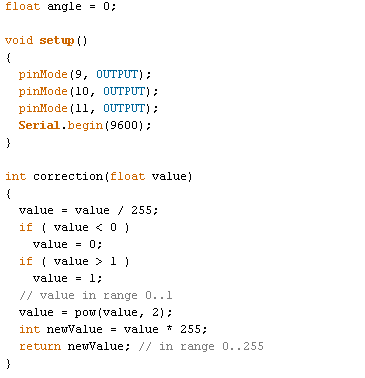 float angle = 0;
void setup()
{
pinMode(9, OUTPUT);
pinMode(10, OUTPUT);
pinMode(11, OUTPUT);
Serial.begin(9600);
}
int correction(float value)
{
value = value / 255;
if ( value < 0 )
value = 0;
if ( value > 1 )
value = 1;
// value in range 0..1
value = pow(value, 2);
int newValue = value * 255;
return newValue; // in range 0..255
}